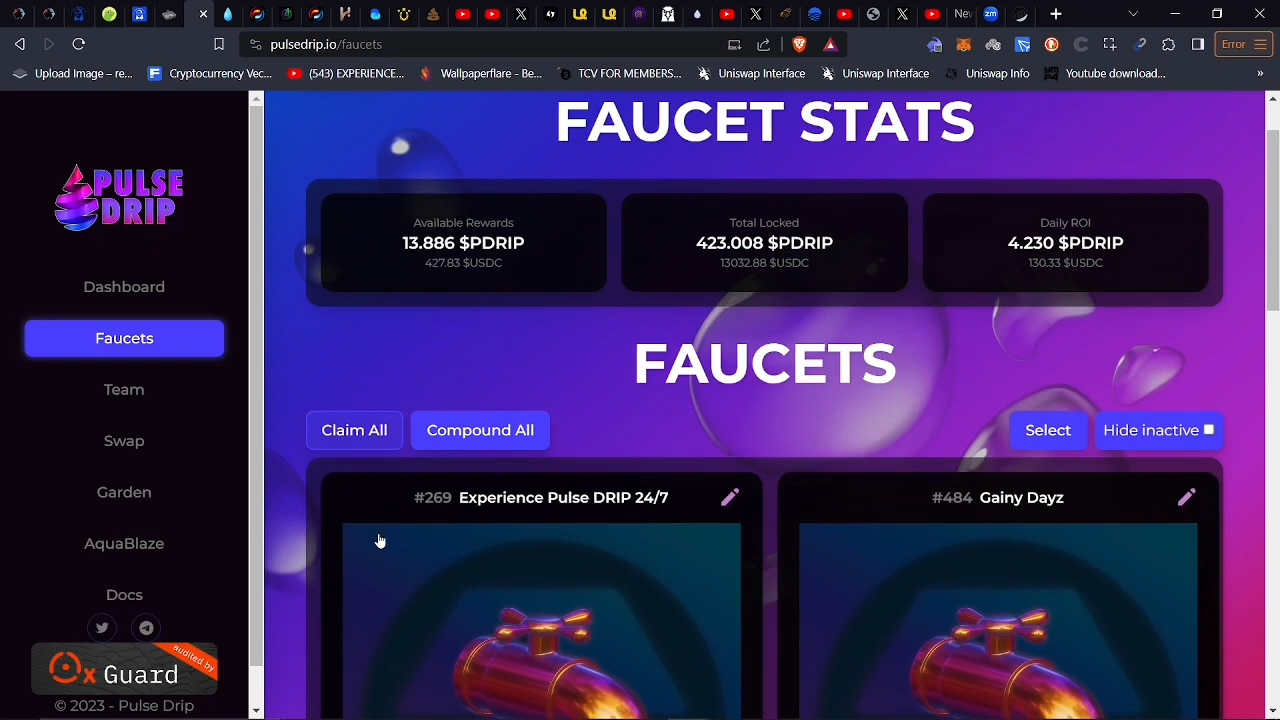 New
pulsedrip.io/faucets
Error
Upload Image - re...
Cryptocurrency Vec...
(543) EXPERIENCE...
Wallpaperflare - Be...
TCV FOR MEMBERS...
Uniswap Interface
Uniswap Interface
Uniswap Info
Youtube download...
»
PULSE
DRIP
Dashboard
Faucets
Team
Swap
Garden
AquaBlaze
Docs
audited by
0x Guard
© 2023 - Pulse Drip
FAUCET STATS
Available Rewards
13.886 $PDRIP
427.83 $USDC
Total Locked
423.008 $PDRIP
13032.88 $USDC
Daily ROI
4.230 $PDRIP
130.33 $USDC
FAUCETS
Claim All
Compound All
Select
Hide inactive
#269 Experience Pulse DRIP 24/7
#484 Gainy Dayz